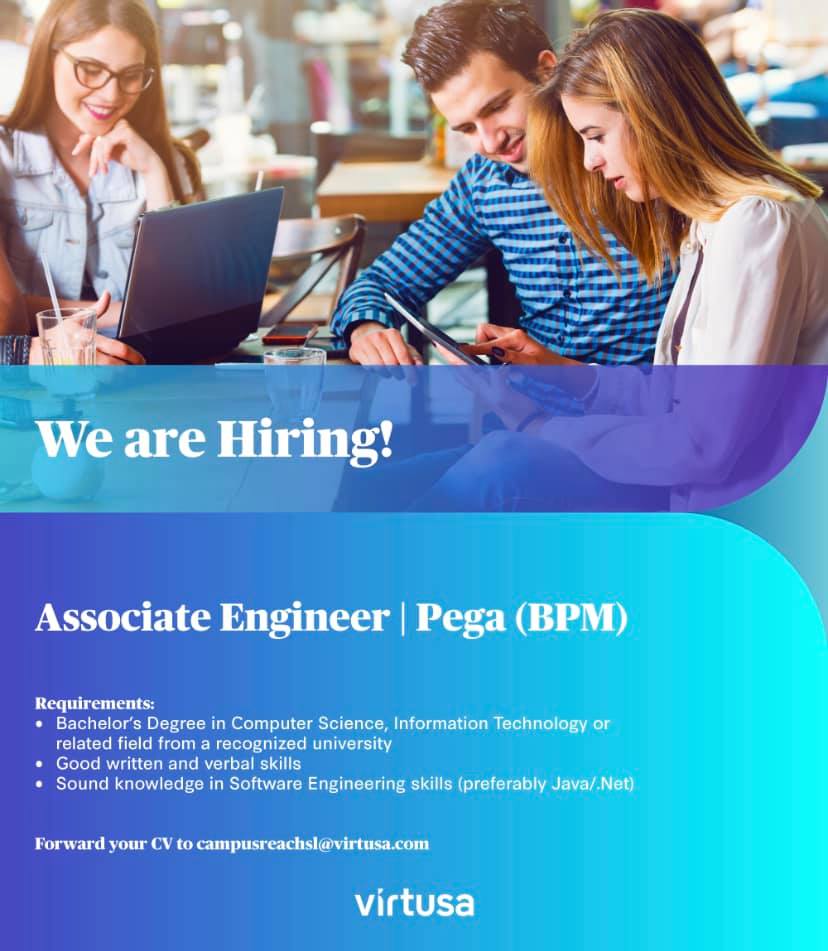 We are Hiring!
Associate Engineer | Pega (BPM)
Requirements:
• Bachelor's Degree in Computer Science, Information Technology or
related field from a recognized university
• Good written and verbal skills
• Sound knowledge in Software Engineering skills (preferably Java/.Net)
Forward your CV to campusreachsl@virtusa.com
virtusa